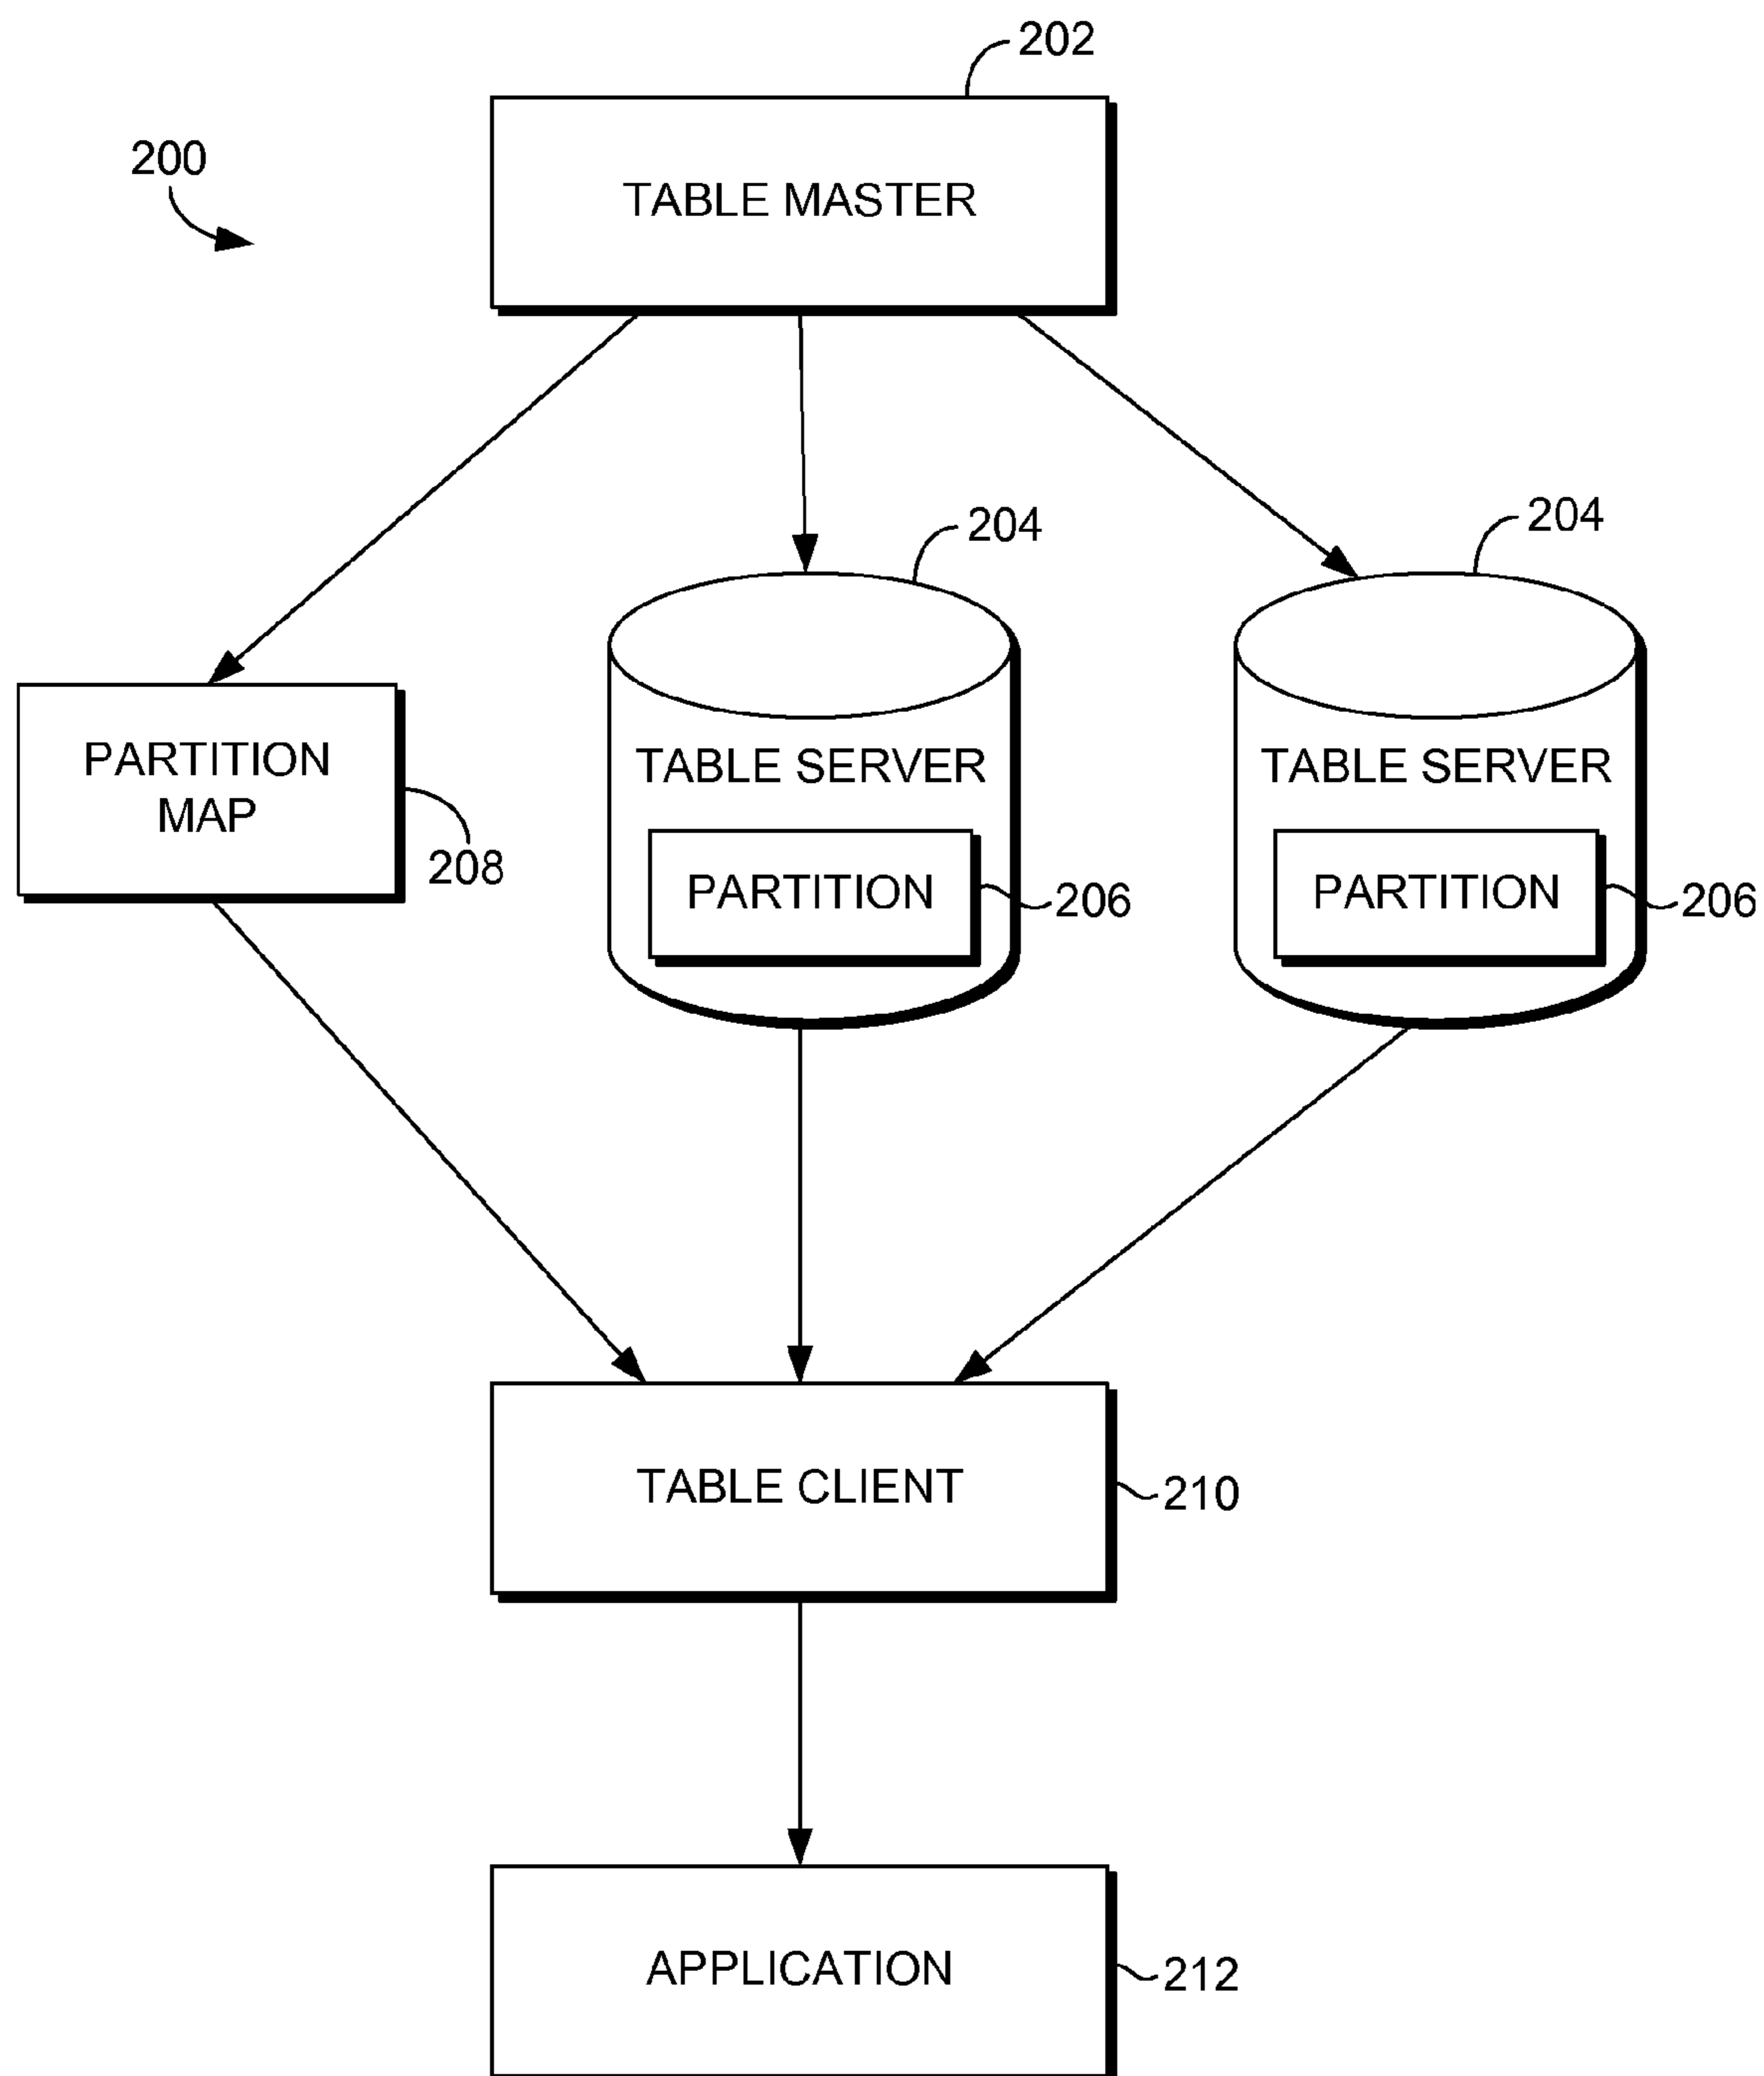 202
200
TABLE MASTER
204
204
PARTITION
MAP
208
TABLE SERVER
PARTITION
206
TABLE SERVER
PARTITION
206
TABLE CLIENT
210
APPLICATION
212